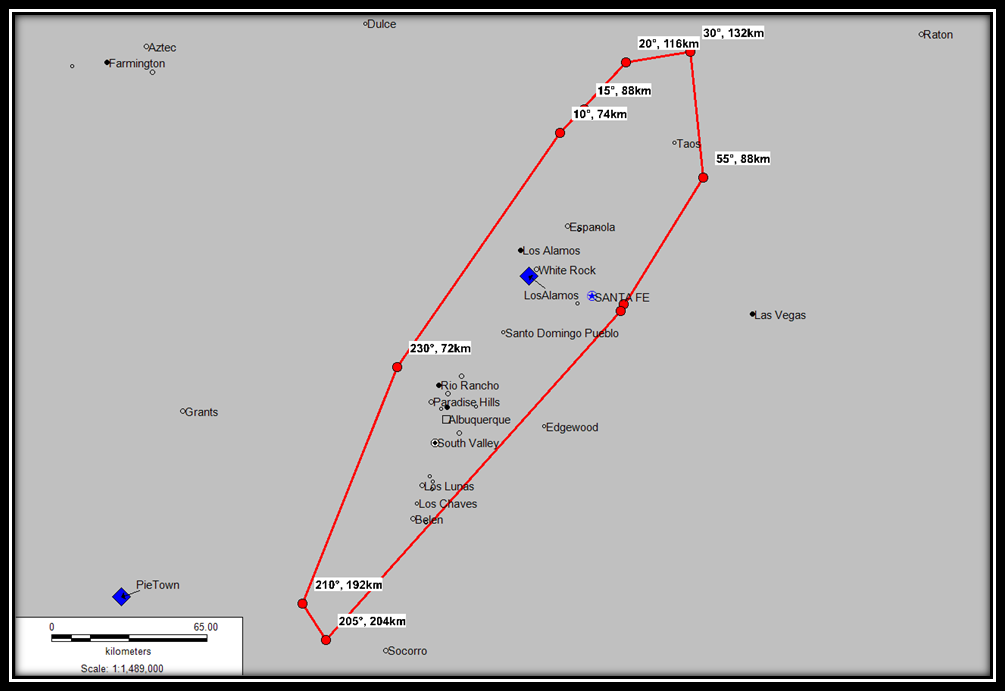 Dulce
30°, 132km
Raton
20°, 116km
Aztec
Farmington
15°, 88km
10°, 74km
Taos
55°, 88km
Espanola
Los Alamos
White Rock
LosAlamos
SANTA FE
Las Vegas
Santo Domingo Pueblo
230°, 72km
Rio Rancho
Paradise Hills
Grants
Albuquerque
Edgewood
South Valley
Los Lunas
Los Chaves
Belen
PieTown
210°, 192km
205°, 204km
Socorro
0 65.00
kilometers
Scale: 1:1,489,000